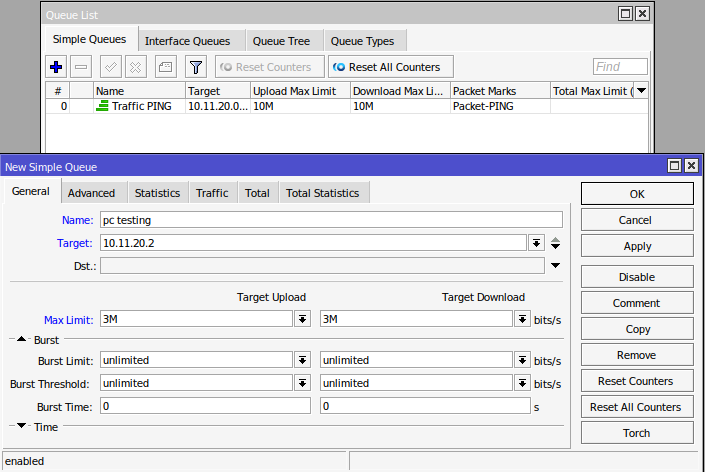 Queue List
Simple Queues Interface Queues Queue Tree Queue Types
Reset Counters Reset All Counters Find
# Name Target Upload Max Limit Download Max Li... Packet Marks Total Max Limit (
0 Traffic PING 10.11.20.0... 10M 10M Packet-PING
New Simple Queue
General Advanced Statistics Traffic Total Total Statistics
OK
Name: pc testing
Cancel
Target: 10.11.20.2
Apply
Dst.:
Disable
Target Upload Target Download
Comment
Max Limit: 3M 3M bits/s
Copy
Burst
Remove
Burst Limit: unlimited unlimited bits/s
Reset Counters
Burst Threshold: unlimited unlimited bits/s
Burst Time: 0 0 s
Reset All Counters
Time
Torch
enabled